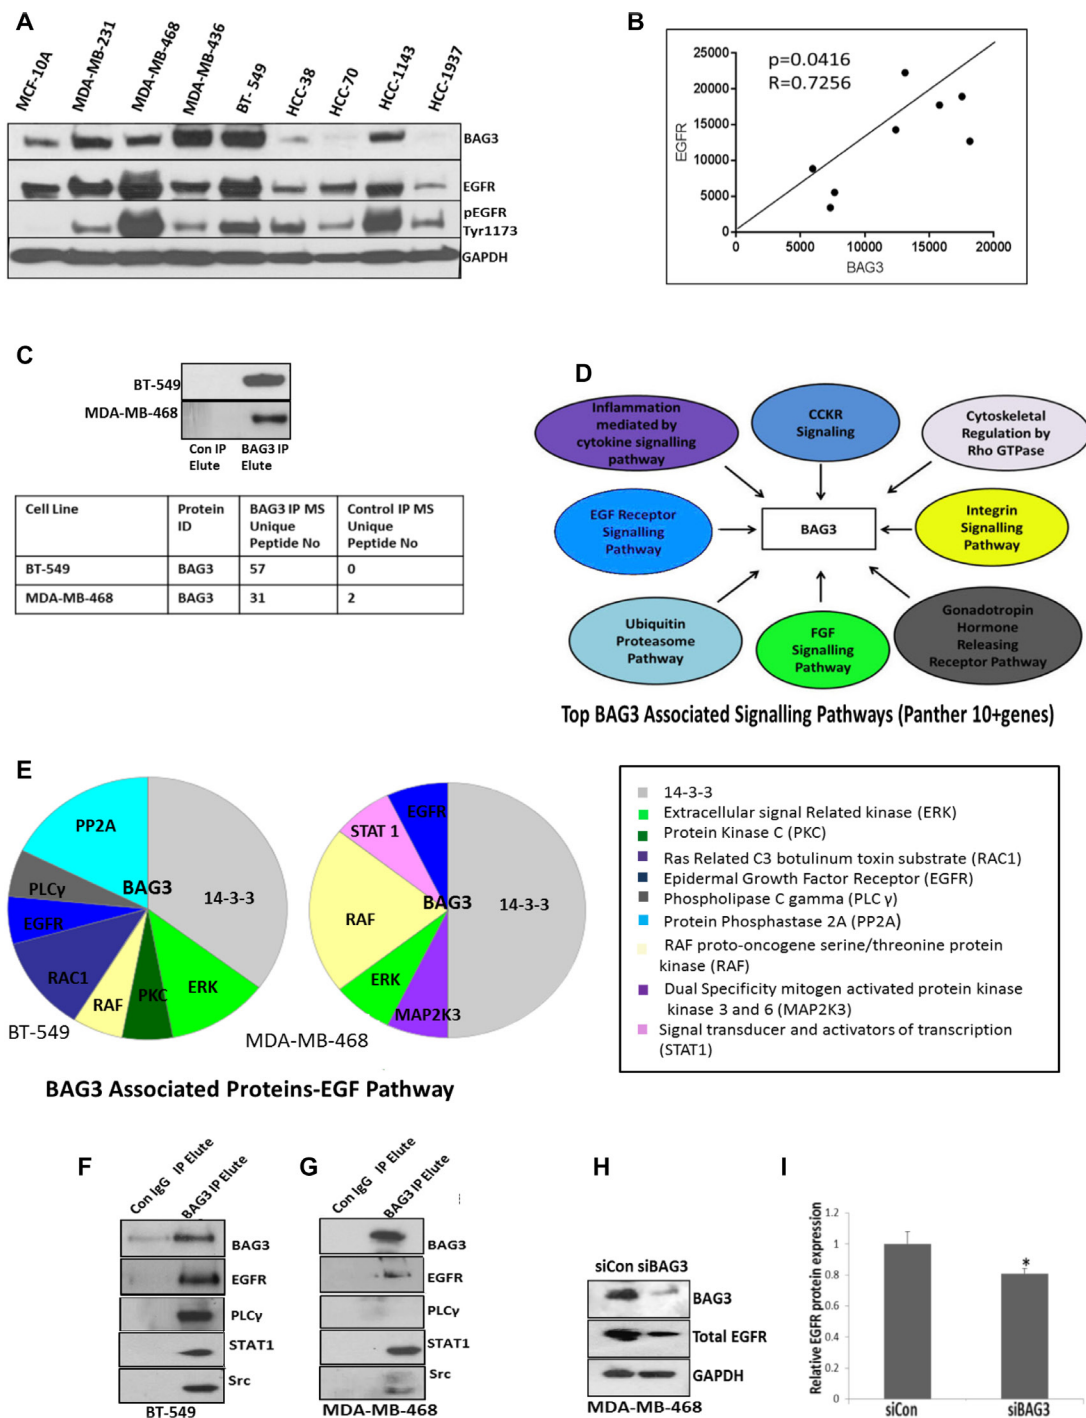 A
MCF-10A
MDA-MB-231
MDA-MB-468
MDA-MB-436
BT- 549
HCC-38
HCC-70
HCC-1143
HCC-1937
BAG3
EGFR
pEGFR
Tyr1173
GAPDH
B
p=0.0416
R=0.7256
EGFR
25000
20000
15000
10000
5000
0
0
5000
10000
15000
20000
BAG3
C
BT-549
MDA-MB-468
Con IP
Elute
BAG3 IP
Elute
Cell Line
Protein
ID
BAG3 IP MS
Unique
Peptide No
Control IP MS
Unique
Peptide No
BT-549
BAG3
57
0
MDA-MB-468
BAG3
31
2
D
Inflammation
mediated by
cytokine signalling
pathway
CCKR
Signaling
Cytoskeletal
Regulation by
Rho GTPase
EGF Receptor
Signalling
Pathway
BAG3
Integrin
Signalling
Pathway
Ubiquitin
Proteasome
Pathway
FGF
Signalling
Pathway
Gonadotropin
Hormone
Releasing
Receptor Pathway
Top BAG3 Associated Signalling Pathways (Panther 10+genes)
E
PP2A
PLCγ
EGFR
RAC1
RAF
PKC
ERK
14-3-3
BAG3
BT-549
EGFR
STAT 1
RAF
ERK
MAP2K3
14-3-3
BAG3
MDA-MB-468
14-3-3
Extracellular signal Related kinase (ERK)
Protein Kinase C (PKC)
Ras Related C3 botulinum toxin substrate (RAC1)
Epidermal Growth Factor Receptor (EGFR)
Phospholipase C gamma (PLC γ)
Protein Phosphastase 2A (PP2A)
RAF proto-oncogene serine/threonine protein
kinase (RAF)
Dual Specificity mitogen activated protein kinase
kinase 3 and 6 (MAP2K3)
Signal transducer and activators of transcription
(STAT1)
BAG3 Associated Proteins-EGF Pathway
F
Con IgG IP Elute
BAG3 IP Elute
BAG3
EGFR
PLCγ
STAT1
Src
BT-549
G
Con IgG IP Elute
BAG3 IP Elute
BAG3
EGFR
PLCγ
STAT1
Src
MDA-MB-468
H
siCon siBAG3
BAG3
Total EGFR
GAPDH
MDA-MB-468
I
Relative EGFR protein expression
1.2
1
0.8
0.6
0.4
0.2
0
*
siCon
siBAG3